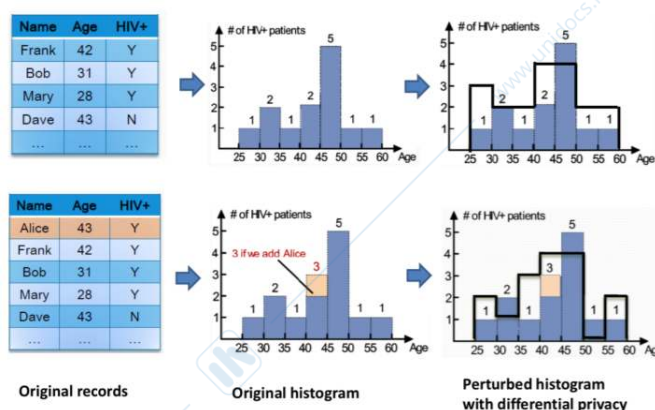 Name Age HIV+
Frank 42 Y
Bob 31 Y
Mary 28 Y
Dave 43 N
... ... ...
# of HIV+ patients
5
4
3
2
1
1 2 1 2 5 1 1
25 30 35 40 45 50 55 60 Age
# of HIV+ patients
5
4
3
2
1
1 2 1 2 5 1 1
25 30 35 40 45 50 55 60 Age
Name Age HIV+
Alice 43 Y
Frank 42 Y
Bob 31 Y
Mary 28 Y
Dave 43 N
... ... ...
# of HIV+ patients
5
4
3
2
1
3 if we add Alice
1 2 1 3 5 1 1
25 30 35 40 45 50 55 60 Age
# of HIV+ patients
5
4
3
2
1
1 2 1 3 5 1 1
25 30 35 40 45 50 55 60 Ag
Original records
Original histogram
Perturbed histogram
with differential privacy